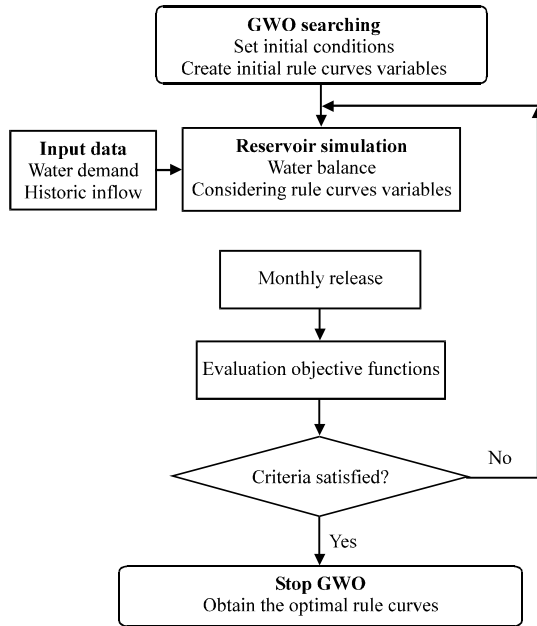 GWO searching
Set initial conditions
Create initial rule curves variables
Input data
Water demand
Historic inflow
Reservoir simulation
Water balance
Considering rule curves variables
Monthly release
Evaluation objective functions
Criteria satisfied?
No
Yes
Stop GWO
Obtain the optimal rule curves